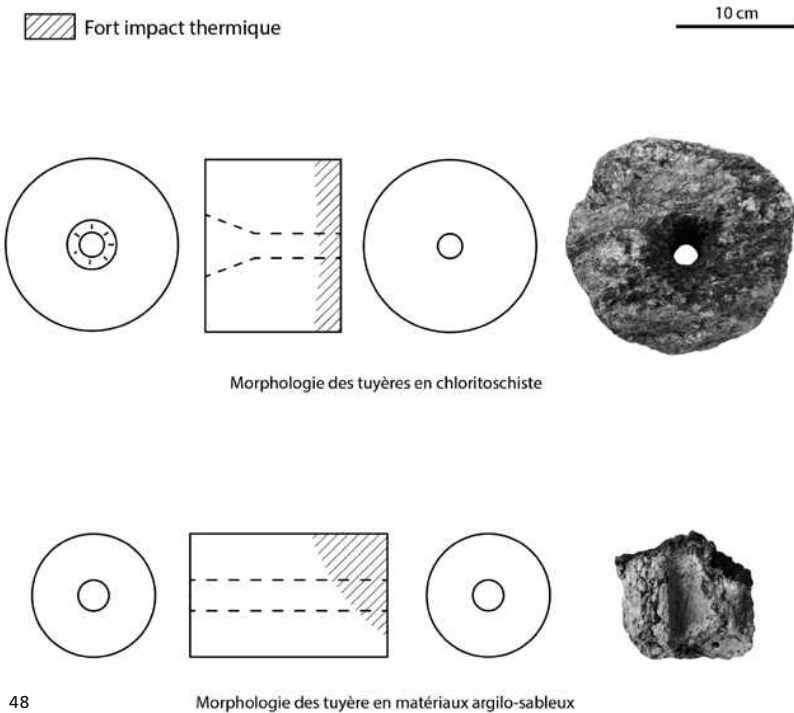 Fort impact thermique
10 cm
Morphologie des tuyères en chloritoschiste
48
Morphologie des tuyère en matériaux argilo-sableux